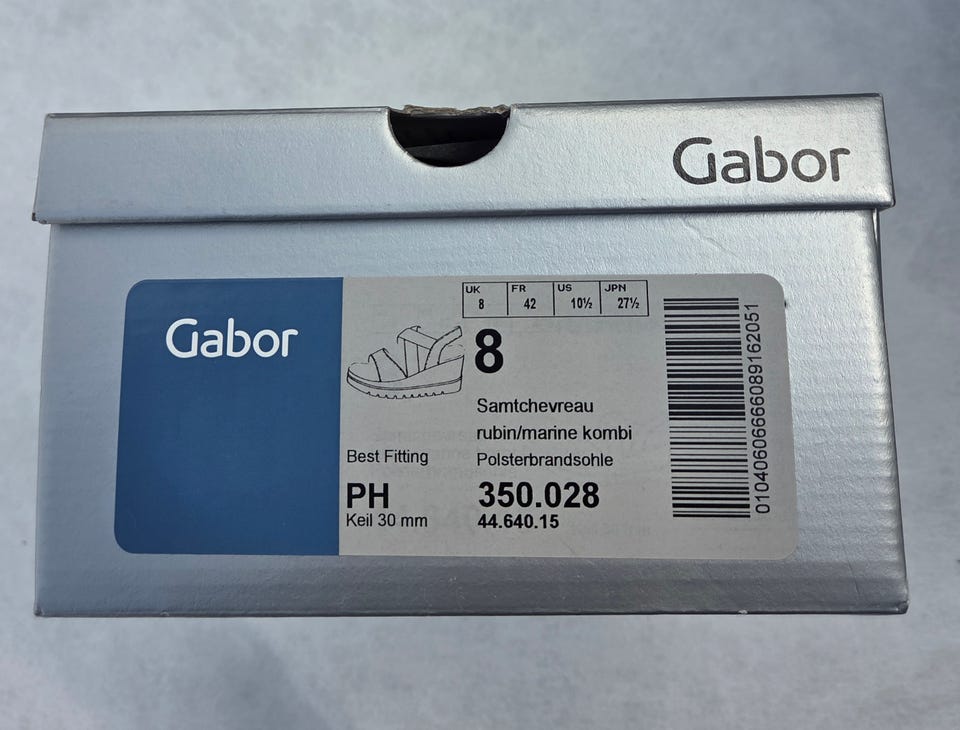 Gabor
Gabor
UK 8 FR 42 US 10½ JPN 27½
8
Samtchevreau
rubin/marine kombi
Best Fitting Polsterbrandsohle
PH 350.028
Keil 30 mm 44.640.15
010406066666089162051